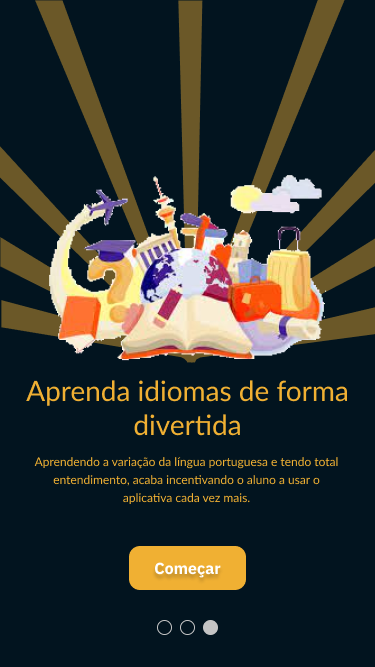 Aprenda idiomas de forma
divertida
Aprendendo a variação da língua portuguesa e tendo total
entendimento, acaba incentivando o aluno a usar o
aplicativa cada vez mais.
Começar